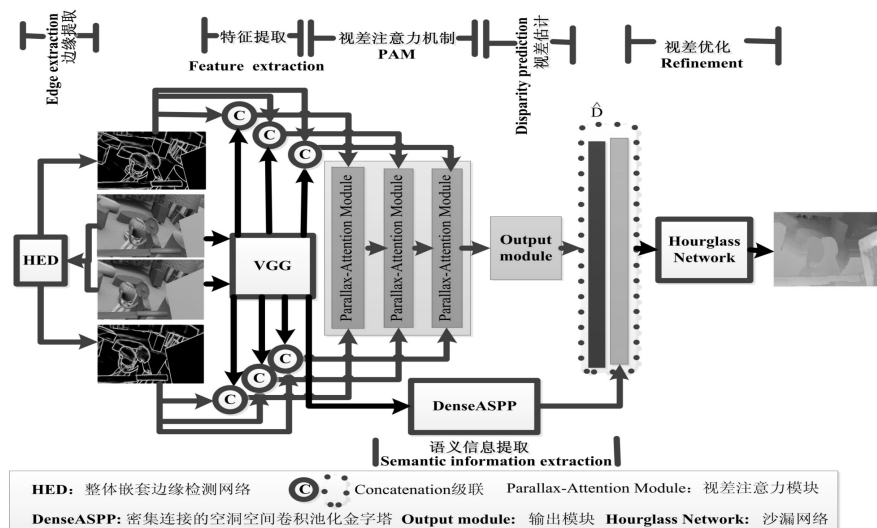 Edge extraction
边缘提取
特征提取
Feature extraction
视差注意力机制
PAM
Disparity prediction
视差估计
视差优化
Refinement
D̂
C
C
C
HED
VGG
Parallax-Attention Module
Parallax-Attention Module
Parallax-Attention Module
Output
module
Hourglass
Network
C
C
C
DenseASPP
语义信息提取
Semantic information extraction
HED：整体嵌套边缘检测网络 C Concatenation级联 Parallax-Attention Module：视差注意力模块
DenseASPP: 密集连接的空洞空间卷积池化金字塔 Output module: 输出模块 Hourglass Network: 沙漏网络